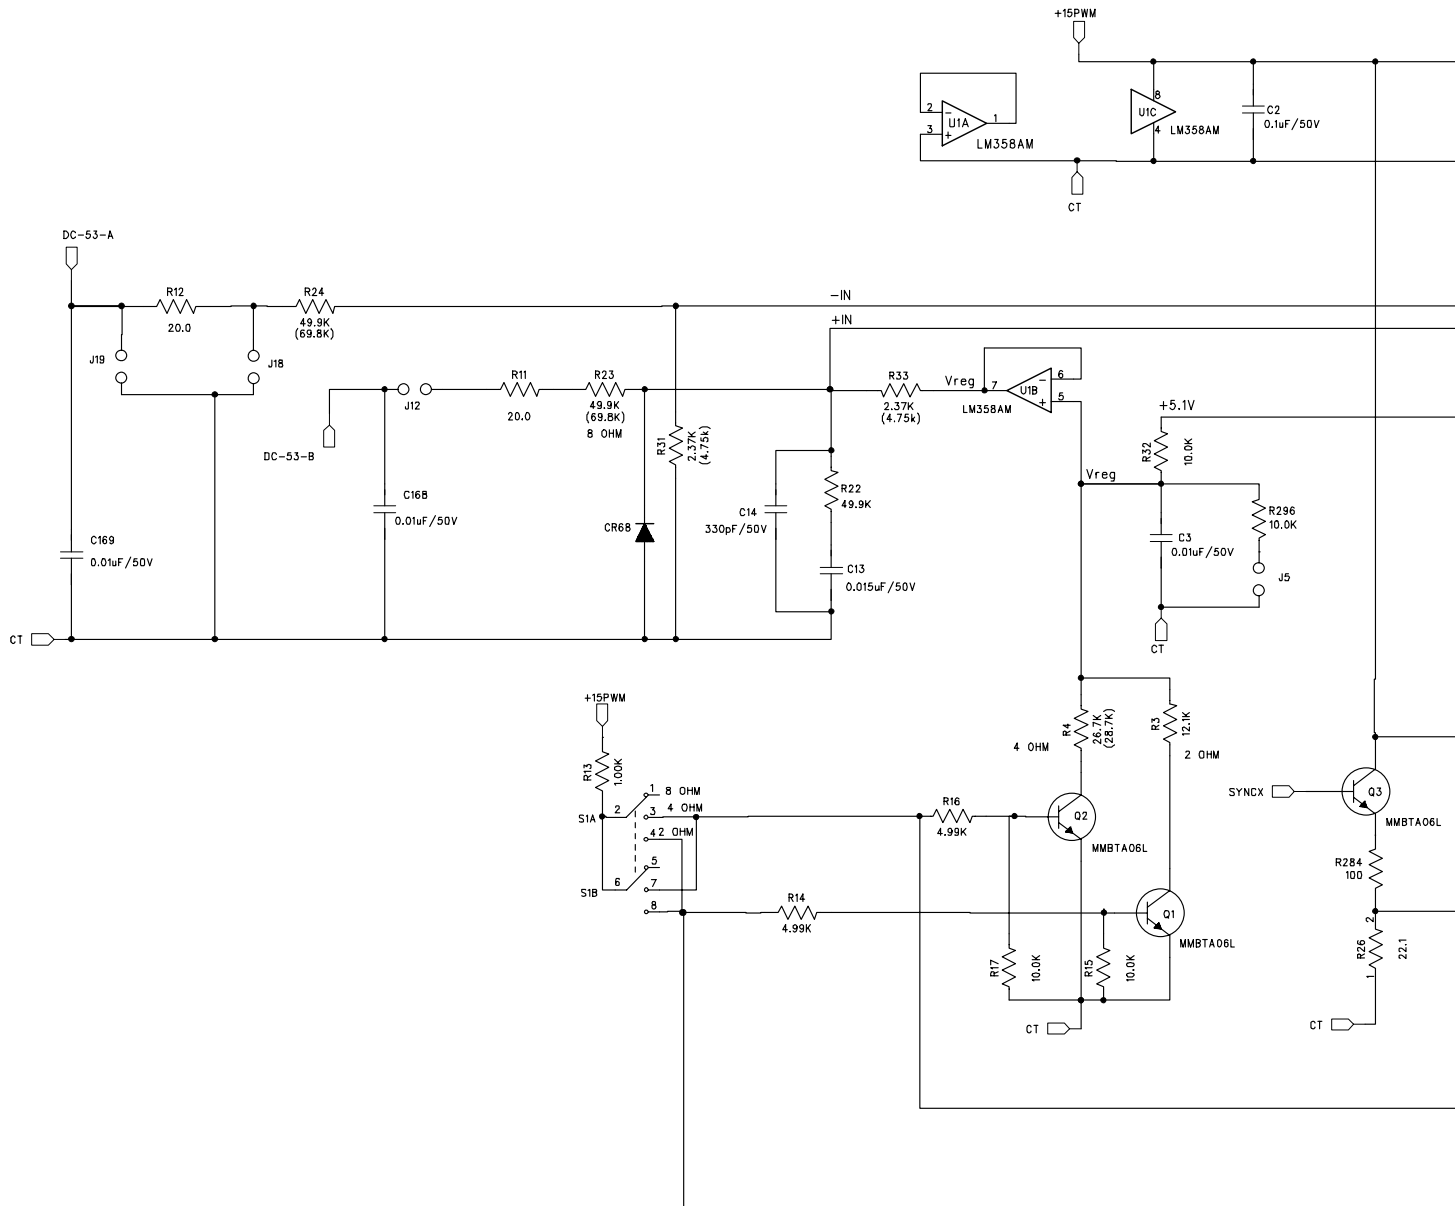 +15PWM
2
3
U1A
1
LM358AM
8
U1C
4
LM358AM
C2
0.1uF/50V
CT
DC-53-A
R12
20.0
R24
49.9K
(69.8K)
-IN
+IN
J19
J18
DC-53-B
J12
R11
20.0
R23
49.9K
(69.8K)
8 OHM
R31
2.37K
(4.75k)
R33
2.37K
(4.75k)
Vreg
7
U1B
6
5
LM358AM
+5.1V
R32
10.0K
Vreg
C168
0.01uF/50V
C169
0.01uF/50V
CR68
C14
330pF/50V
R22
49.9K
C13
0.015uF/50V
C3
0.01uF/50V
R296
10.0K
J5
CT
CT
+15PWM
R13
1.00K
S1A
2
1
8 OHM
3
4 OHM
4
2 OHM
S1B
6
5
7
8
4 OHM
R4
26.7K
(28.7K)
R3
12.1K
2 OHM
R16
4.99K
Q2
MMBTA06L
R14
4.99K
Q1
MMBTA06L
R17
10.0K
R15
10.0K
CT
SYNCX
Q3
MMBTA06L
R284
100
2
R26
22.1
1
CT